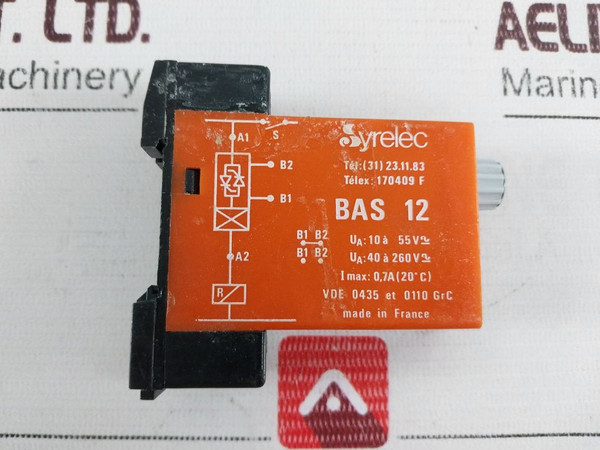 T. LTD.
achinery
AELI
Marin
A1
S
B2
B1
A2
R
Syrelec
Tél:(31) 23.11.83
Télex: 170409 F
BAS 12
B1 B2
UA: 10 à 55V
B1 B2
UA: 40 à 260V
I max: 0,7A (20°C)
VDE 0435 et 0110 GrC
made in France